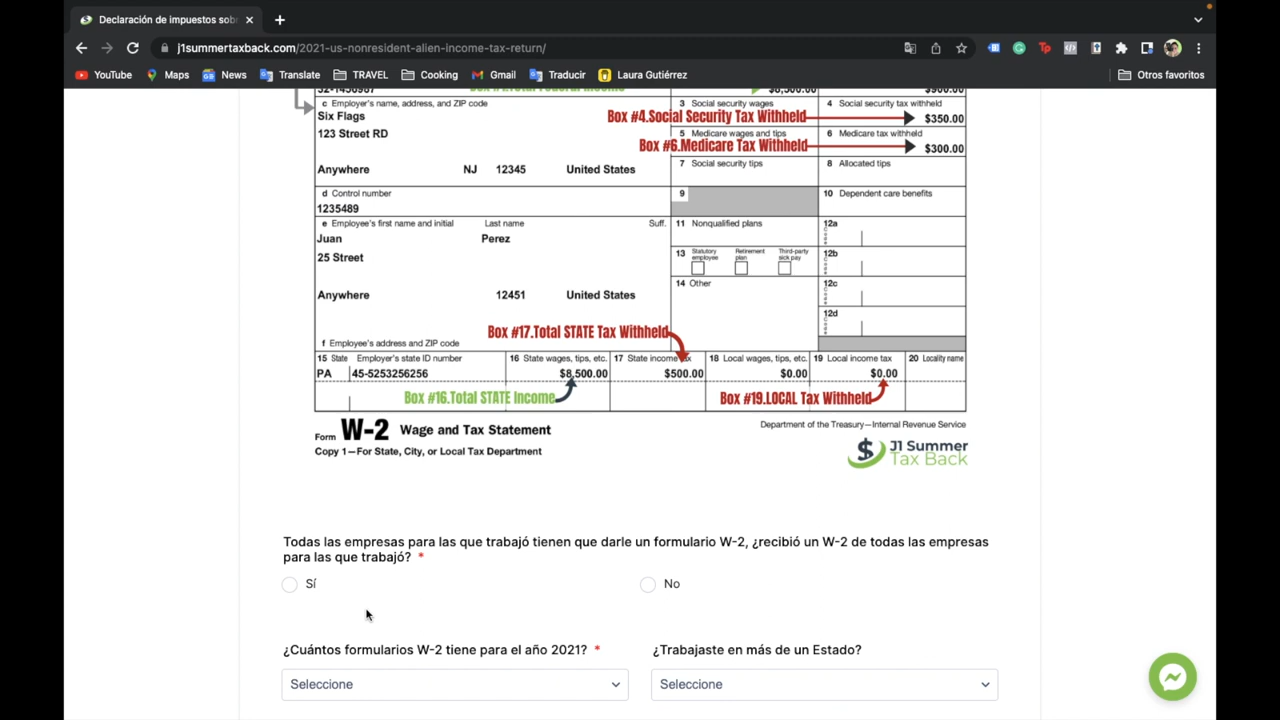 Declaración de impuestos sob
j1summertaxback.com/2021-us-nonresident-alien-income-tax-return/
YouTube Maps News Translate TRAVEL Cooking Gmail Traducir Laura Gutiérrez Otros favoritos
c Employer's name, address, and ZIP code
3 Social security wages
4 Social security tax withheld
Six Flags
Box #4.Social Security Tax Withheld
$350.00
123 Street RD
5 Medicare wages and tips
6 Medicare tax withheld
Box #6.Medicare Tax Withheld
$300.00
Anywhere NJ 12345 United States
7 Social security tips
8 Allocated tips
d Control number
9
10 Dependent care benefits
1235489
e Employee's first name and initial Last name Suff.
11 Nonqualified plans
12a
Juan Perez
25 Street
13 Statutory employee Retirement plan Third-party sick pay
12b
Anywhere 12451 United States
14 Other
12c
12d
Box #17.Total STATE Tax Withheld
f Employee's address and ZIP code
15 State Employer's state ID number
16 State wages, tips, etc.
17 State income tax
18 Local wages, tips, etc.
19 Local income tax
20 Locality name
PA 45-5253256256 $8,500.00 $500.00 $0.00 $0.00
Box #16.Total STATE Income
Box #19.LOCAL Tax Withheld
Form W-2 Wage and Tax Statement
Department of the Treasury—Internal Revenue Service
Copy 1—For State, City, or Local Tax Department
$ J1 Summer
Tax Back
Todas las empresas para las que trabajó tienen que darle un formulario W-2, ¿recibió un W-2 de todas las empresas
para las que trabajó? *
Sí No
¿Cuántos formularios W-2 tiene para el año 2021? *
¿Trabajaste en más de un Estado?
Seleccione
Seleccione